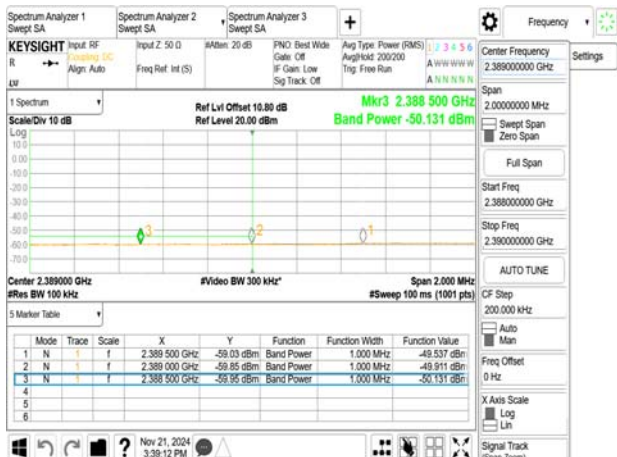 Spectrum Analyzer 1
Swept SA
Spectrum Analyzer 2
Swept SA
Spectrum Analyzer 3
Swept SA
+
Frequency
KEYSIGHT
R
Input: RF
Coupling: DC
Align: Auto
Input Z: 50 Ω
Freq Ref: Int (S)
#Atten: 20 dB
PNO: Best Wide
Gate: Off
IF Gain: Low
Sig Track: Off
Avg Type: Power (RMS)
Avg|Hold: 200/200
Trig: Free Run
1 2 3 4 5 6
A W W W W W
A N N N N N
Center Frequency
2.389000000 GHz
Settings
Span
2.00000000 MHz
Swept Span
Zero Span
Full Span
Start Freq
2.388000000 GHz
Stop Freq
2.390000000 GHz
AUTO TUNE
CF Step
200.000 kHz
Auto
Man
Freq Offset
0 Hz
X Axis Scale
Log
Lin
Signal Track
(Span Zoom)
1 Spectrum
Scale/Div 10 dB
Ref Lvl Offset 10.80 dB
Ref Level 20.00 dBm
Mkr3 2.388 500 GHz
Band Power -50.131 dBm
Log
10.0
0.00
-10.0
-20.0
-30.0
-40.0
-50.0
-60.0
-70.0
3
2
1
Center 2.389000 GHz
#Res BW 100 kHz
#Video BW 300 kHz*
Span 2.000 MHz
#Sweep 100 ms (1001 pts)
5 Marker Table
Mode Trace Scale X Y Function Function Width Function Value
1 N 1 f 2.389 500 GHz -59.03 dBm Band Power 1.000 MHz -49.537 dBm
2 N 1 f 2.389 000 GHz -59.85 dBm Band Power 1.000 MHz -49.911 dBm
3 N 1 f 2.388 500 GHz -59.95 dBm Band Power 1.000 MHz -50.131 dBm
4
5
6
?
Nov 21, 2024
3:39:12 PM